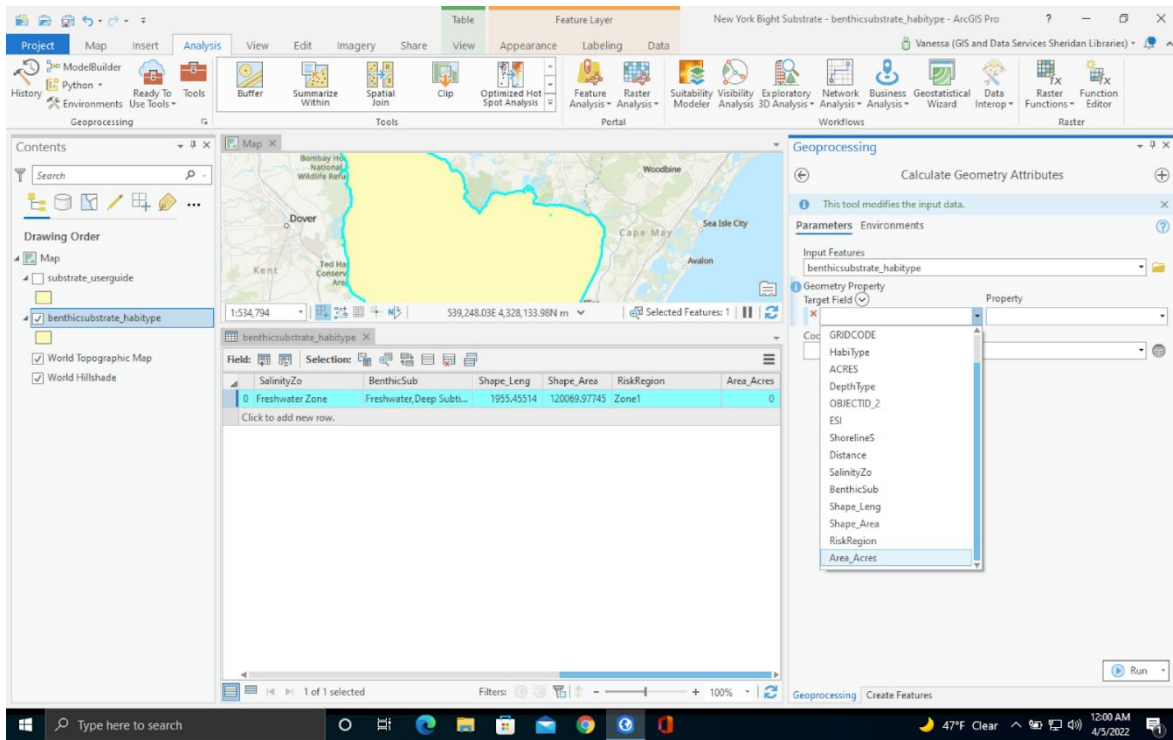 New York Bight Substrate - benthicsubstrate_habitype - ArcGIS Pro
Table
Feature Layer
Project Map Insert Analysis View Edit Imagery Share View Appearance Labeling Data
Vanessa (GIS and Data Services Sheridan Libraries)
History
ModelBuilder
Python
Environments
Ready To Use Tools
Tools
Geoprocessing
Buffer
Summarize Within
Spatial Join
Clip
Optimized Hot Spot Analysis
Tools
Feature Analysis
Raster Analysis
Portal
Suitability Modeler
Visibility Analysis
Exploratory 3D Analysis
Network Analysis
Business Analysis
Geostatistical Wizard
Data Interop
Workflows
Raster Functions
Function Editor
Raster
Contents
Search
Drawing Order
Map
substrate_userguide
benthicsubstrate_habitype
World Topographic Map
World Hillshade
Map
Bombay Ho
National
Wildlife Refu
Woodbine
Dover
Sea Isle City
Cape May
Kent
Ted Ha
Conserv
Area
Avalon
1:534,794
539,248.03E 4,328,133.98N m
Selected Features: 1
benthicsubstrate_habitype
Field:
Selection:
SalinityZo BenthicSub Shape_Leng Shape_Area RiskRegion Area_Acres
0 Freshwater Zone Freshwater,Deep Subti... 1955.45514 120069.97745 Zone1 0
Click to add new row.
1 of 1 selected
Filters:
100%
Geoprocessing
Calculate Geometry Attributes
This tool modifies the input data.
Parameters Environments
Input Features
benthicsubstrate_habitype
Geometry Property
Target Field
Property
Coo
GRIDCODE
HabiType
ACRES
DepthType
OBJECTID_2
ESI
ShorelineS
Distance
SalinityZo
BenthicSub
Shape_Leng
Shape_Area
RiskRegion
Area_Acres
Run
Geoprocessing Create Features
Type here to search
47°F Clear
12:00 AM
4/5/2022